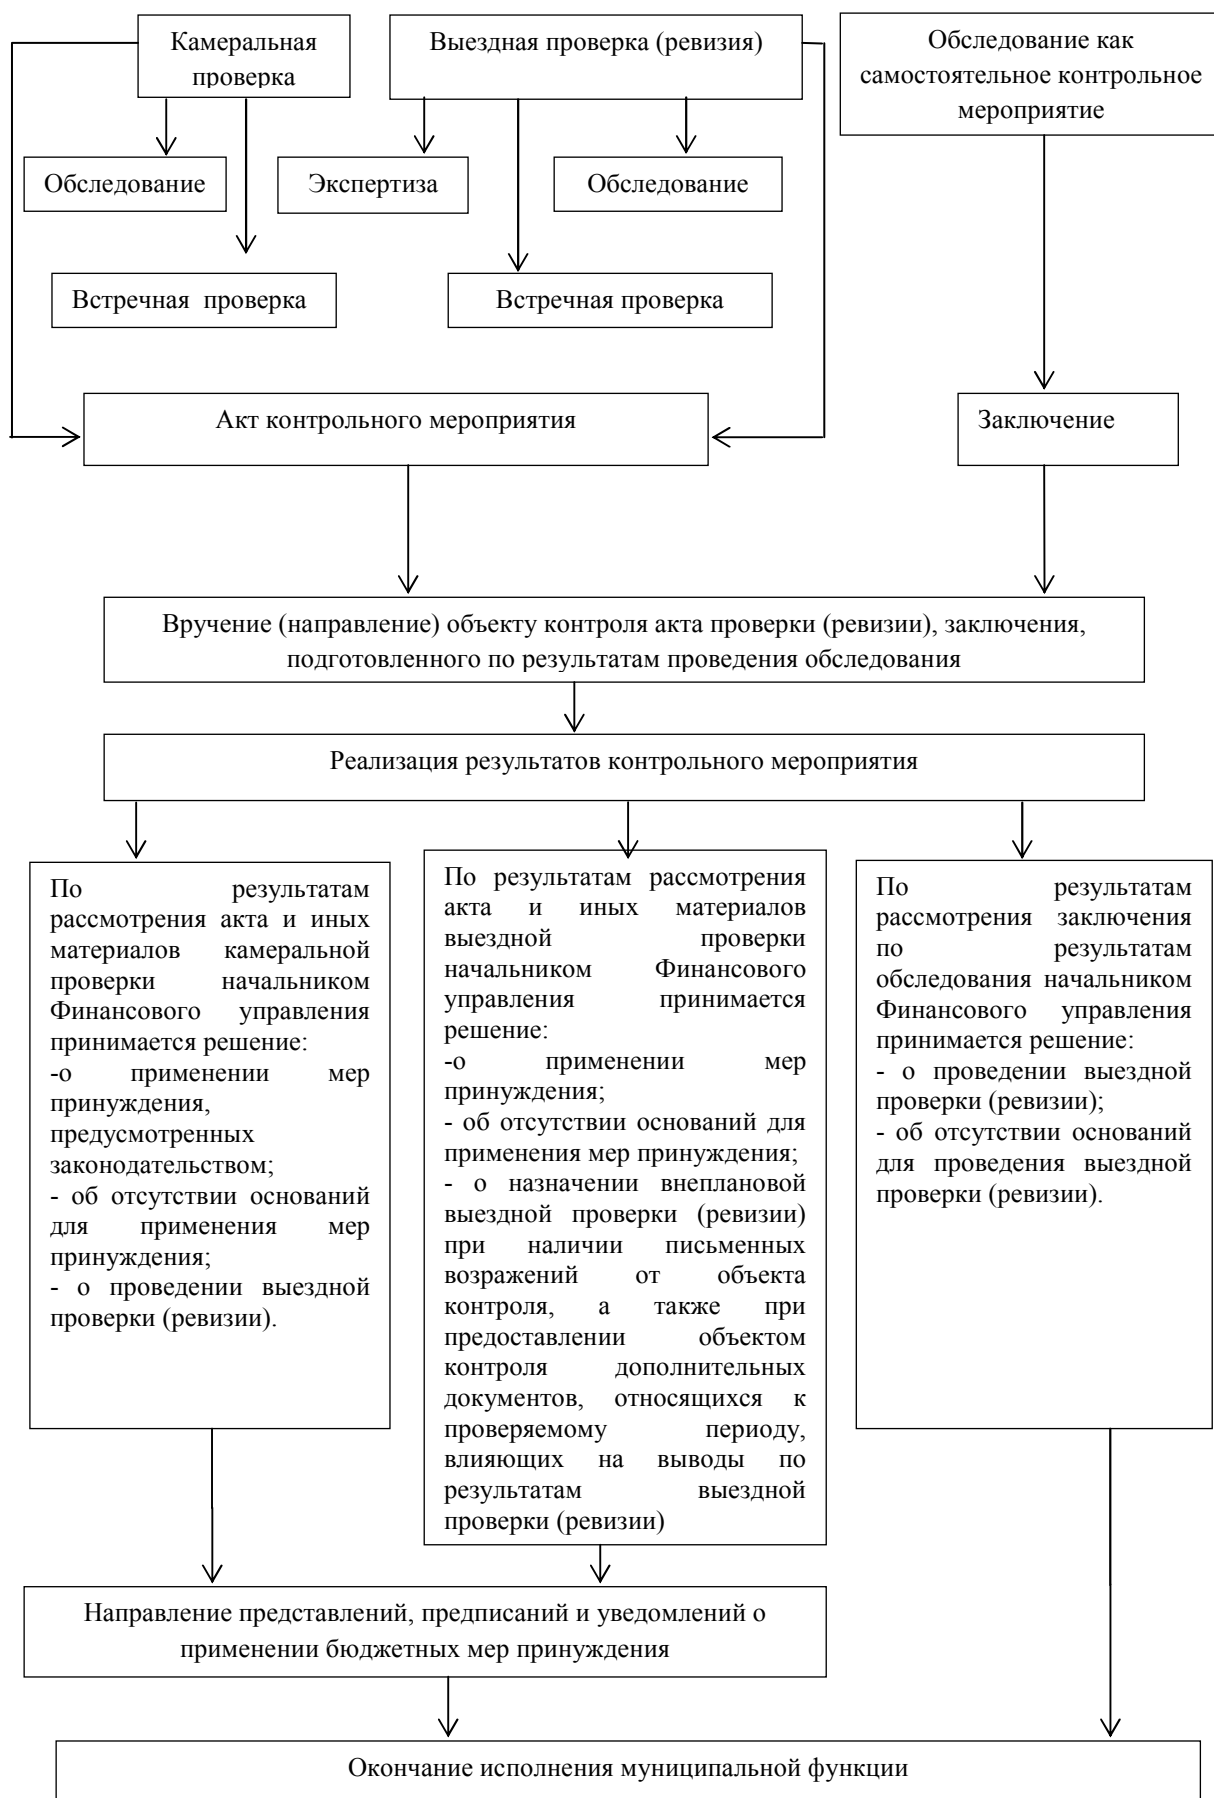 Камеральная
проверка
Выездная проверка (ревизия)
Обследование как
самостоятельное контрольное
мероприятие
Обследование
Экспертиза
Обследование
Встречная проверка
Встречная проверка
Акт контрольного мероприятия
Заключение
Вручение (направление) объекту контроля акта проверки (ревизии), заключения,
подготовленного по результатам проведения обследования
Реализация результатов контрольного мероприятия
По результатам
рассмотрения акта и иных
материалов камеральной
проверки начальником
Финансового управления
принимается решение:
-о применении мер
принуждения,
предусмотренных
законодательством;
- об отсутствии оснований
для применения мер
принуждения;
- о проведении выездной
проверки (ревизии).
По результатам рассмотрения
акта и иных материалов
выездной проверки
начальником Финансового
управления принимается
решение:
-о применении мер
принуждения;
- об отсутствии оснований для
применения мер принуждения;
- о назначении внеплановой
выездной проверки (ревизии)
при наличии письменных
возражений от объекта
контроля, а также при
предоставлении объектом
контроля дополнительных
документов, относящихся к
проверяемому периоду,
влияющих на выводы по
результатам выездной
проверки (ревизии)
По результатам
рассмотрения заключения
по результатам
обследования начальником
Финансового управления
принимается решение:
- о проведении выездной
проверки (ревизии);
- об отсутствии оснований
для проведения выездной
проверки (ревизии).
Направление представлений, предписаний и уведомлений о
применении бюджетных мер принуждения
Окончание исполнения муниципальной функции